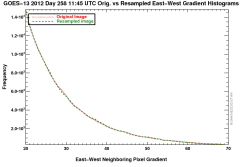 GOES-13 2012 Day 258 11:45 UTC Orig. vs Resampled East-West Gradient Histograms
Original Image
Resampled Image
Frequency
20
30
40
50
60
70
East-West Neighboring Pixel Gradient